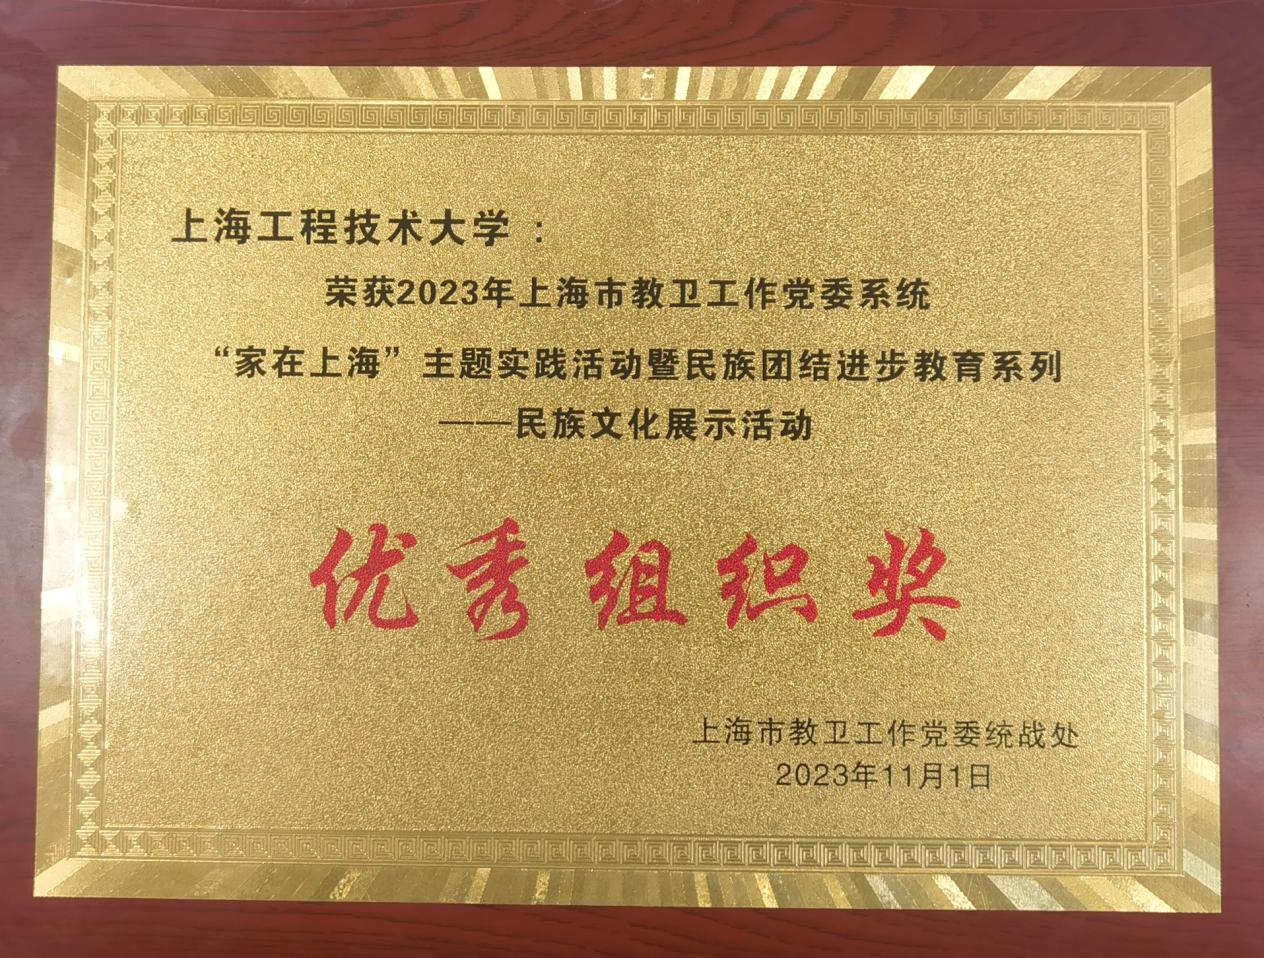 上海工程技术大学：
荣获2023年上海市教卫工作党委系统
“家在上海”主题实践活动暨民族团结进步教育系列
——民族文化展示活动
优秀组织奖
上海市教卫工作党委统战处
2023年11月1日